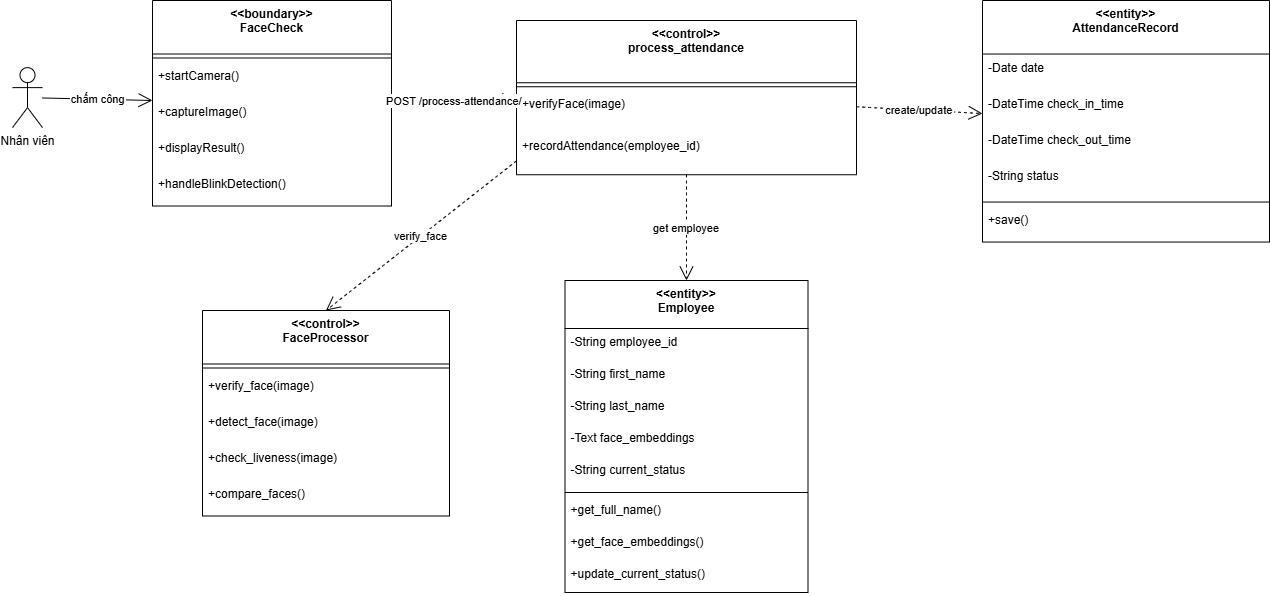 <<boundary>>
FaceCheck
+startCamera()
+captureImage()
+displayResult()
+handleBlinkDetection()
Nhân viên
chấm công
POST /process-attendance/
<<control>>
process_attendance
+verifyFace(image)
+recordAttendance(employee_id)
create/update
<<entity>>
AttendanceRecord
-Date date
-DateTime check_in_time
-DateTime check_out_time
-String status
+save()
verify_face
get employee
<<control>>
FaceProcessor
+verify_face(image)
+detect_face(image)
+check_liveness(image)
+compare_faces()
<<entity>>
Employee
-String employee_id
-String first_name
-String last_name
-Text face_embeddings
-String current_status
+get_full_name()
+get_face_embeddings()
+update_current_status()